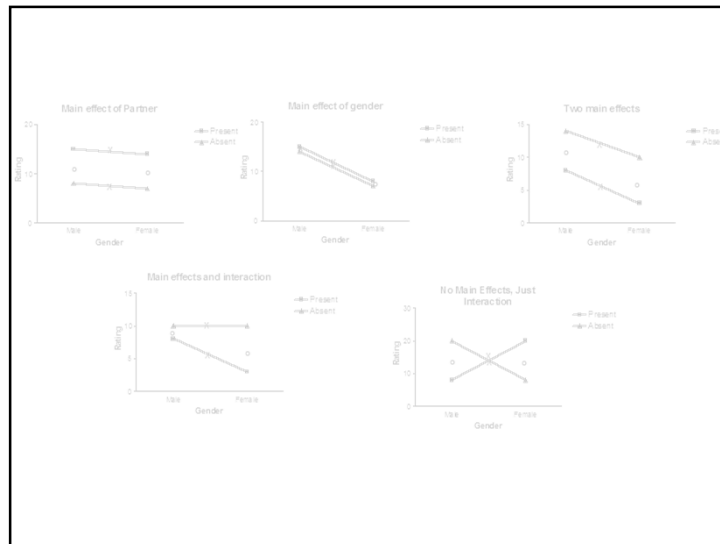 Main effect of Partner
20
10
0
Rating
Male
Female
Gender
Present
Absent
Main effect of gender
20
10
0
Rating
Male
Female
Gender
Present
Absent
Two main effects
15
10
5
0
Rating
Male
Female
Gender
Present
Absent
Main effects and interaction
15
10
5
0
Rating
Male
Female
Gender
Present
Absent
No Main Effects, Just
Interaction
30
20
10
0
Rating
Male
Female
Gender
Present
Absent